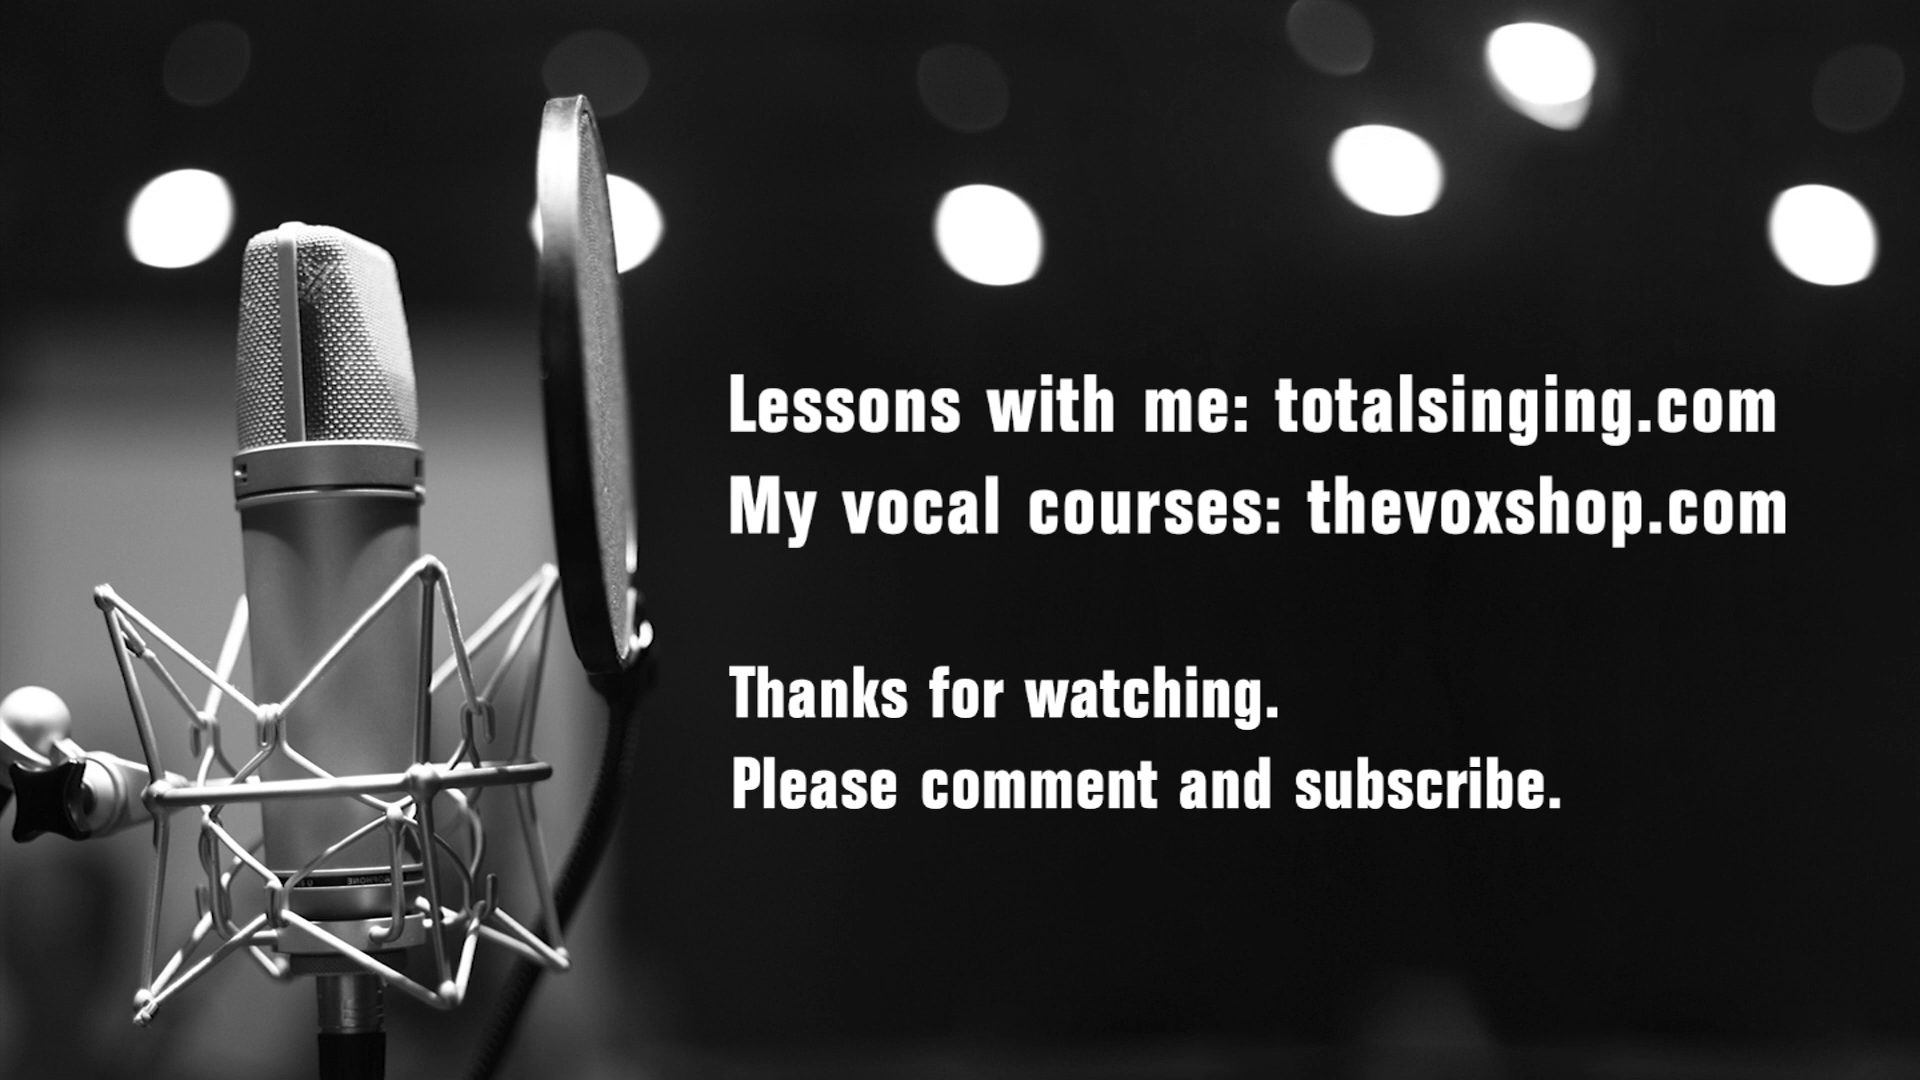 Lessons with me: totalsinging.com
My vocal courses: thevoxshop.com
Thanks for watching.
Please comment and subscribe.